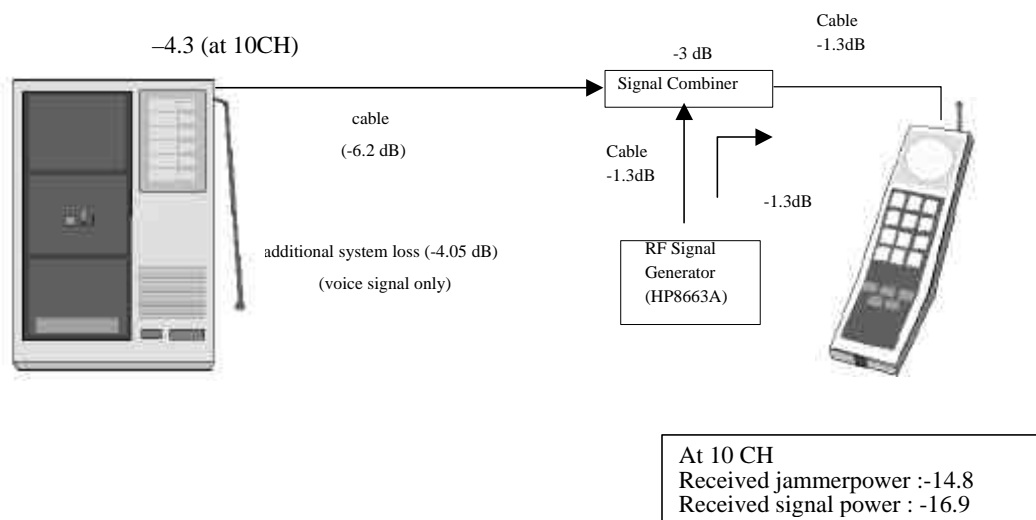 –4.3 (at 10CH)
Cable
-1.3dB
-3 dB
Signal Combiner
cable
(-6.2 dB)
Cable
-1.3dB
-1.3dB
additional system loss (-4.05 dB)
(voice signal only)
RF Signal
Generator
(HP8663A)
At 10 CH
Received jammerpower :-14.8
Received signal power : -16.9